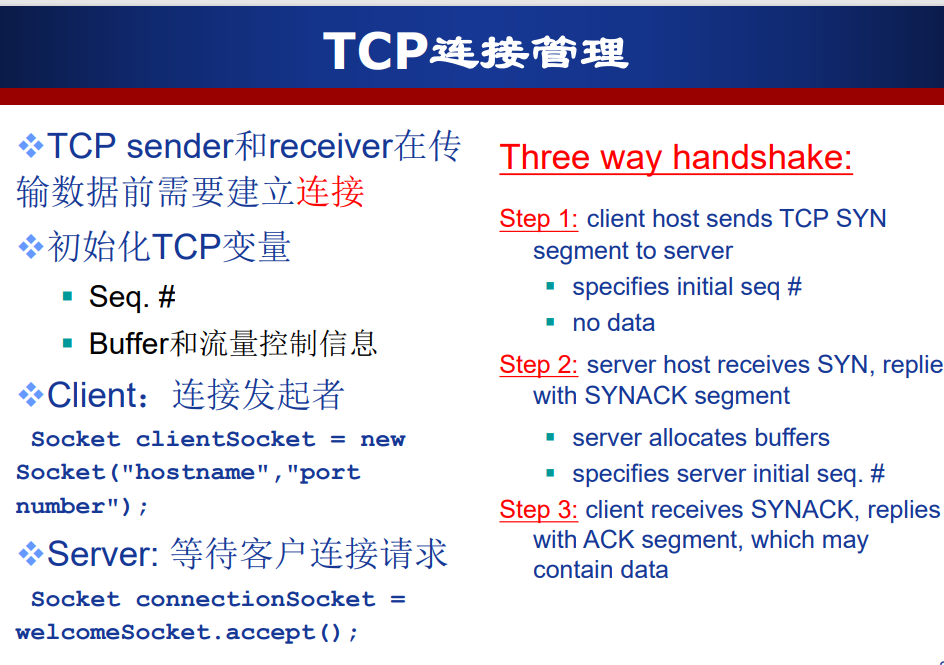 TCP连接管理
TCP sender和receiver在传
输数据前需要建立连接
初始化TCP变量
Seq. #
Buffer和流量控制信息
Client：连接发起者
Socket clientSocket = new
Socket("hostname","port
number");
Server: 等待客户连接请求
Socket connectionSocket =
welcomeSocket.accept();
Three way handshake:
Step 1: client host sends TCP SYN
segment to server
specifies initial seq #
no data
Step 2: server host receives SYN, replie
with SYNACK segment
server allocates buffers
specifies server initial seq. #
Step 3: client receives SYNACK, replies
with ACK segment, which may
contain data